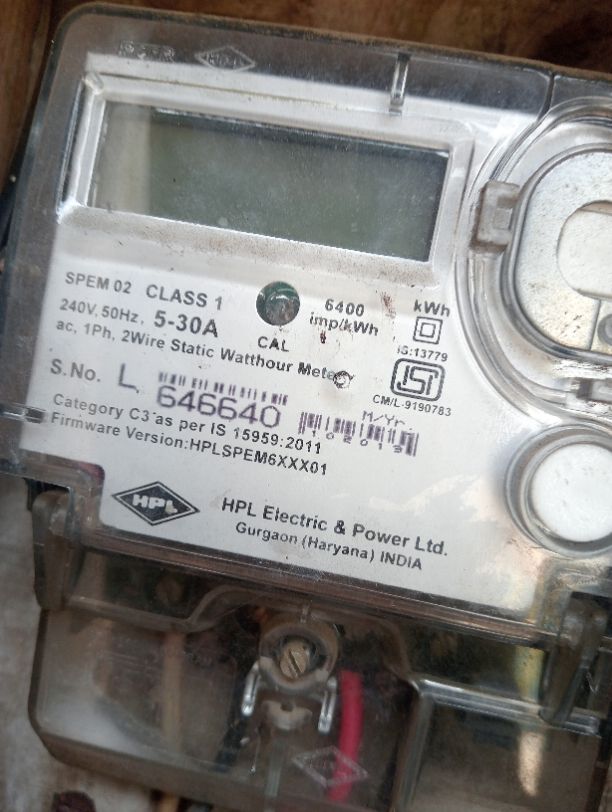 SPEM 02 CLASS 1
240V, 50Hz, 5-30A
ac, 1Ph, 2Wire Static Watthour Meter
CAL
6400
imp/kWh
kWh
IS:13779
CM/L-9190783
S.No. L 646640
M/Yr.
102019
Category C3 as per IS 15959:2011
Firmware Version:HPLSPEM6XXX01
HPL
HPL Electric & Power Ltd.
Gurgaon (Haryana) INDIA